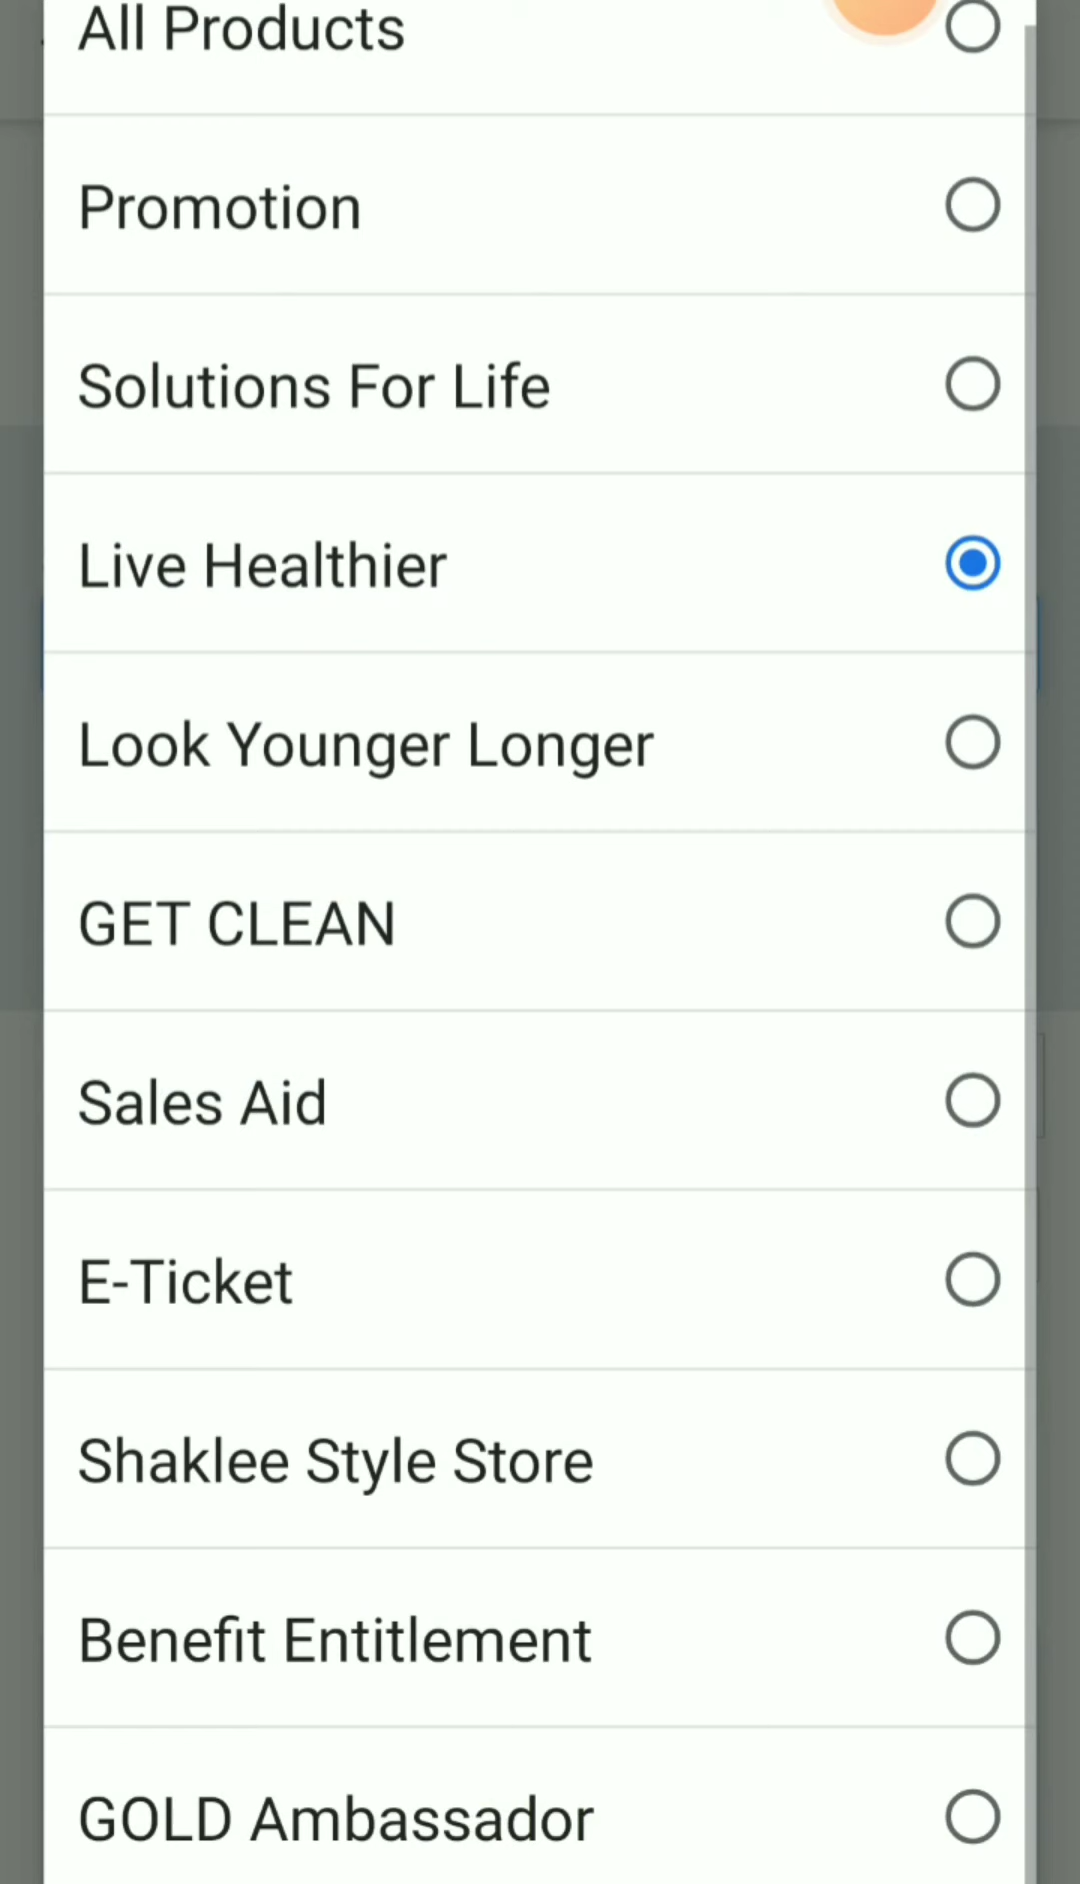 All Products
Promotion
Solutions For Life
Live Healthier
Look Younger Longer
GET CLEAN
Sales Aid
E-Ticket
Shaklee Style Store
Benefit Entitlement
GOLD Ambassador